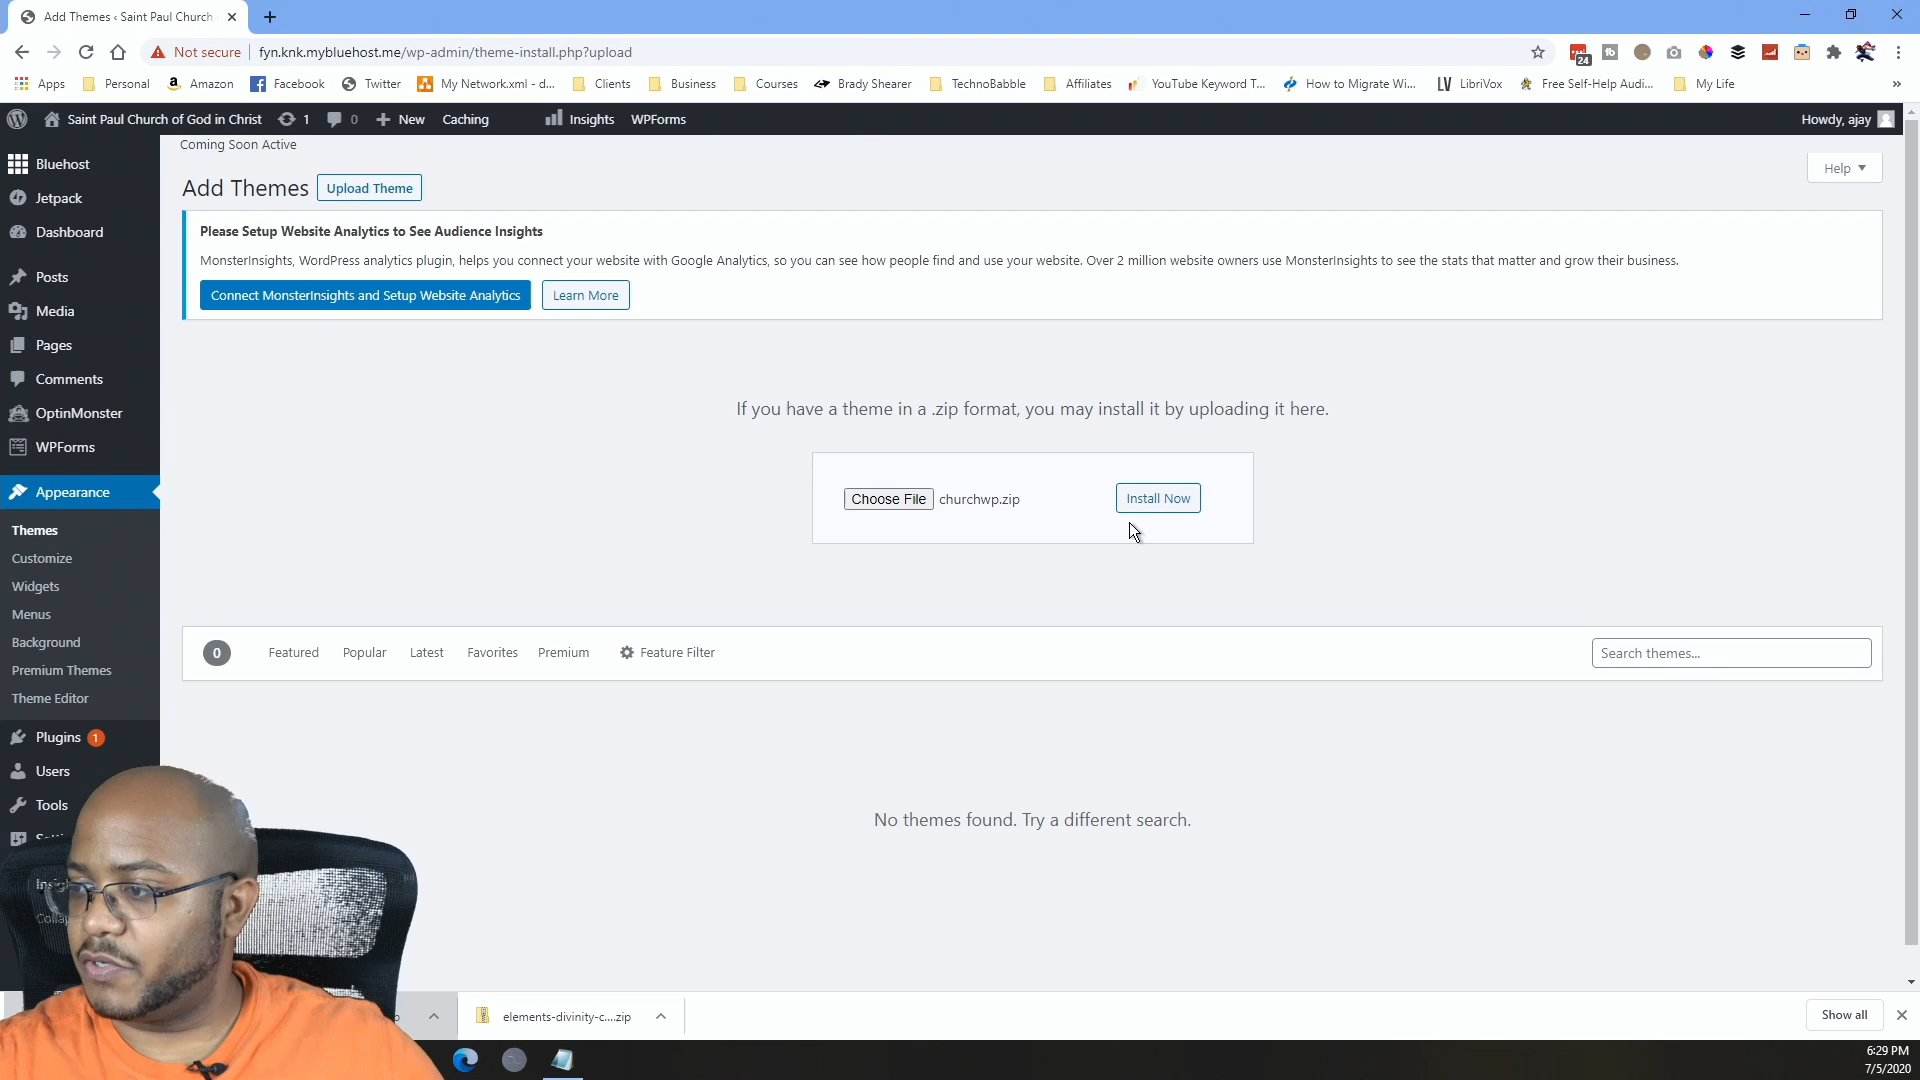 Add Themes ‹ Saint Paul Church
Not secure
fyn.knk.mybluehost.me/wp-admin/theme-install.php?upload
24
Apps
Personal
Amazon
Facebook
Twitter
My Network.xml - d...
Clients
Business
Courses
Brady Shearer
TechnoBabble
Affiliates
YouTube Keyword T...
How to Migrate Wi...
LibriVox
Free Self-Help Audi...
My Life
Saint Paul Church of God in Christ
1
0
New
Caching
Insights
WPForms
Howdy, ajay
Bluehost
Jetpack
Dashboard
Posts
Media
Pages
Comments
OptinMonster
WPForms
Appearance
Themes
Customize
Widgets
Menus
Background
Premium Themes
Theme Editor
Plugins 1
Users
Tools
Coming Soon Active
Help
Add Themes
Upload Theme
Please Setup Website Analytics to See Audience Insights
MonsterInsights, WordPress analytics plugin, helps you connect your website with Google Analytics, so you can see how people find and use your website. Over 2 million website owners use MonsterInsights to see the stats that matter and grow their business.
Connect MonsterInsights and Setup Website Analytics
Learn More
If you have a theme in a .zip format, you may install it by uploading it here.
Choose File churchwp.zip
Install Now
0
Featured
Popular
Latest
Favorites
Premium
Feature Filter
Search themes...
No themes found. Try a different search.
elements-divinity-c....zip
Show all
6:29 PM
7/5/2020